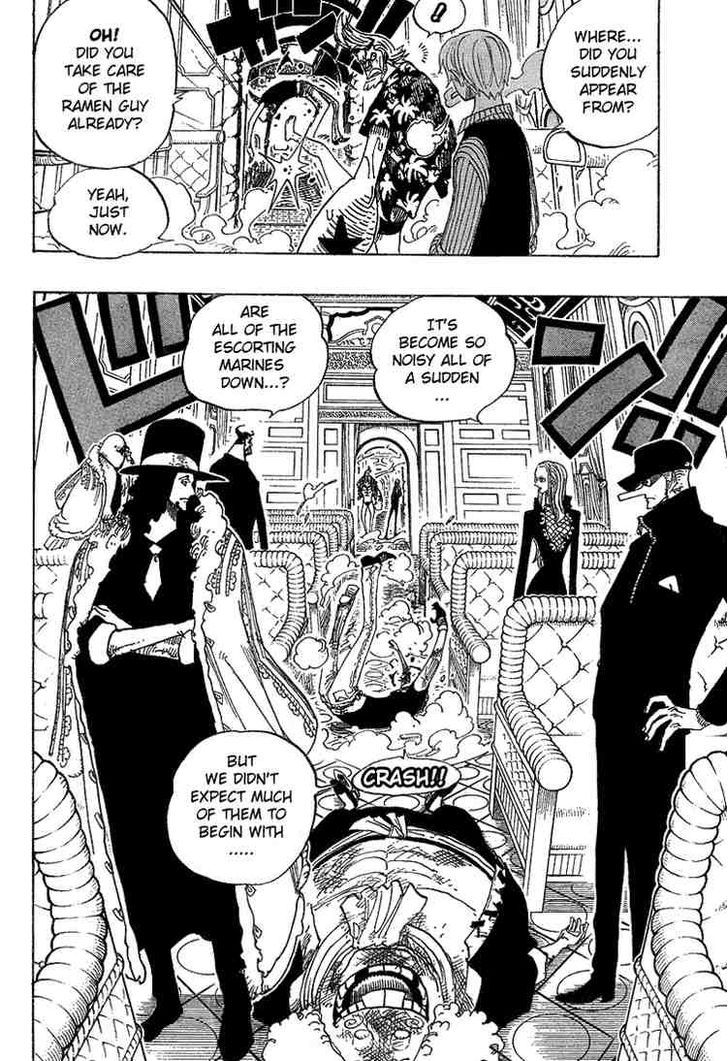 WHERE...
DID YOU
SUDDENLY
APPEAR
FROM?
OH!
DID YOU
TAKE CARE
OF THE
RAMEN GUY
ALREADY?
YEAH,
JUST
NOW.
IT'S
BECOME SO
NOISY ALL OF
A SUDDEN
...
ARE
ALL OF THE
ESCORTING
MARINES
DOWN...?
CRASH!!
BUT
WE DIDN'T
EXPECT MUCH
OF THEM TO
BEGIN WITH
.....